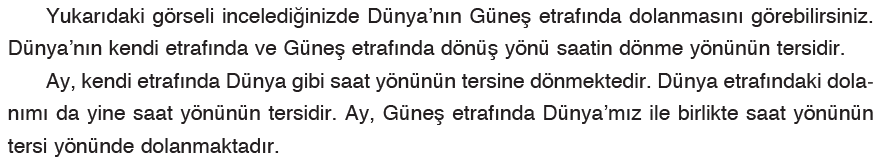 Yukarıdaki görseli incelediğinizde Dünya’nın Güneş etrafında dolanmasını görebilirsiniz.
Dünya’nın kendi etrafında ve Güneş etrafında dönüş yönü saatin dönme yönünün tersidir.
Ay, kendi etrafında Dünya gibi saat yönünün tersine dönmektedir. Dünya etrafındaki dola-
nımı da yine saat yönünün tersidir. Ay, Güneş etrafında Dünya’mız ile birlikte saat yönünün
tersi yönünde dolanmaktadır.